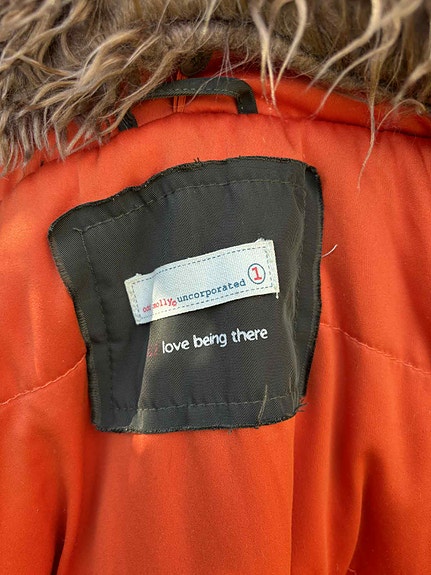 uncorporated 1
love being there